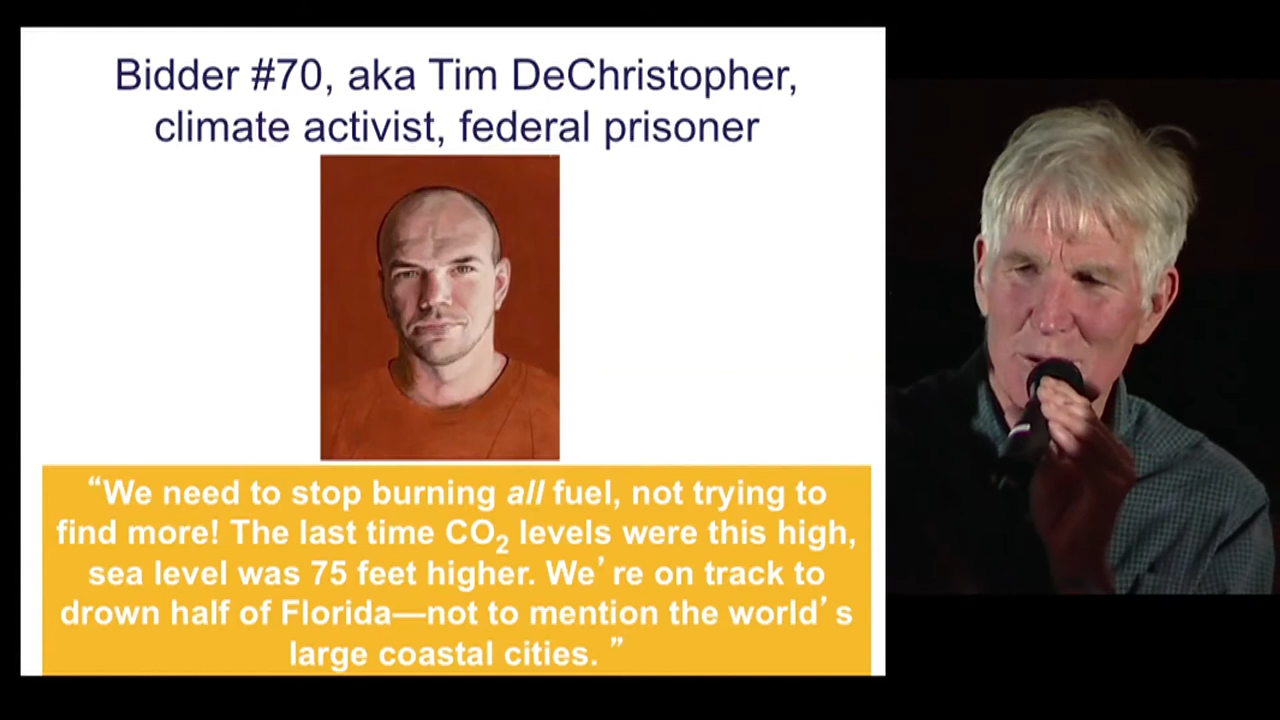 Bidder #70, aka Tim DeChristopher,
climate activist, federal prisoner
“We need to stop burning all fuel, not trying to
find more! The last time CO₂ levels were this high,
sea level was 75 feet higher. We’re on track to
drown half of Florida—not to mention the world’s
large coastal cities. ”